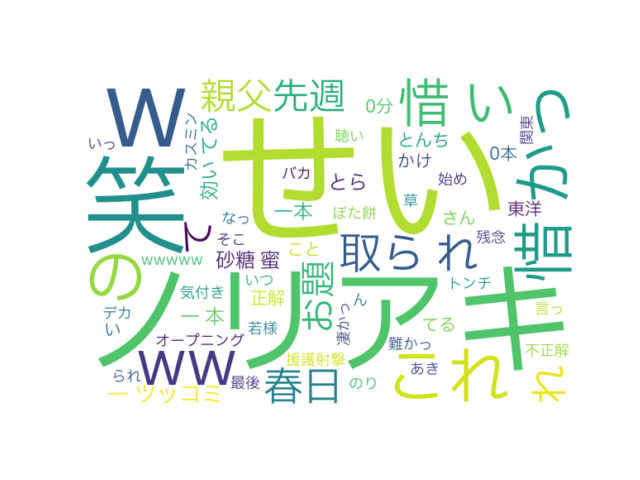 w
親父
先週
0分
惜
い
かつ
関東
カスミン
てる
聴い
とんち
いっ
効い
せい
バカ
かけ
0本
笑
とら
始め
草
一本
ぼた餅
さん
東洋
なっ
て
そこ
取ら
れ
残念
惜
の
wwwww
砂糖
蜜
こと
お題
ノリアキ
気付き
いつ
正解
ん
トンチ
デカ
い
一
本
若様
凄かっ
てる
言っ
オープニング
難かっ
不正解
ww
援護射撃
あき
これ
れ
られ
最後
春日
のり
一
ツッコミ